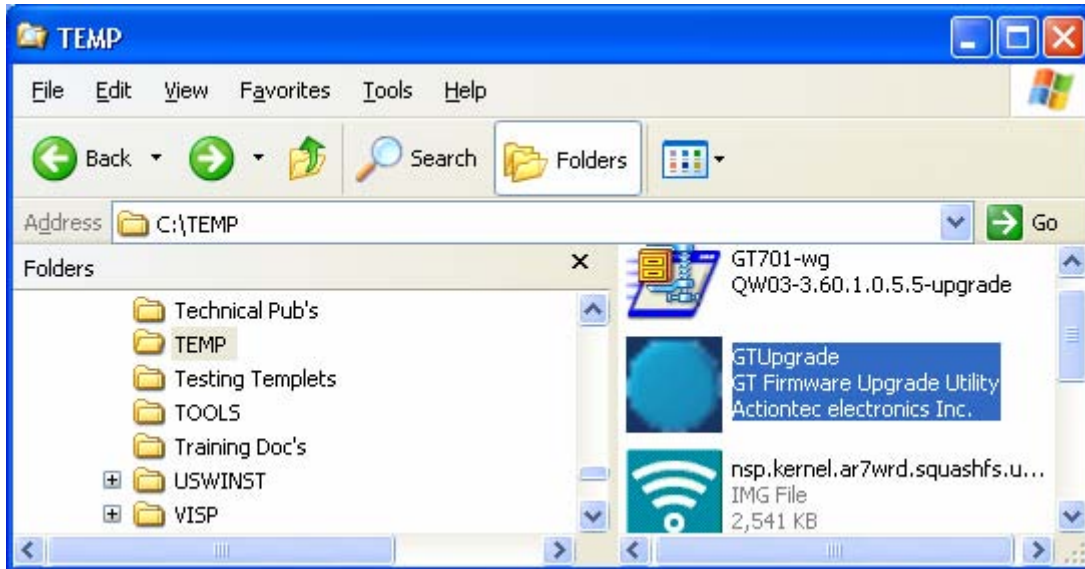 TEMP
File Edit View Favorites Tools Help
Back Search Folders
Address C:\TEMP Go
Folders
Technical Pub's
TEMP
Testing Templets
TOOLS
Training Doc's
USWINST
VISP
GT701-wg
QW03-3.60.1.0.5.5-upgrade
GTUpgrade
GT Firmware Upgrade Utility
Actiontec electronics Inc.
nsp.kernel.ar7wrd.squashfs.u...
IMG File
2,541 KB